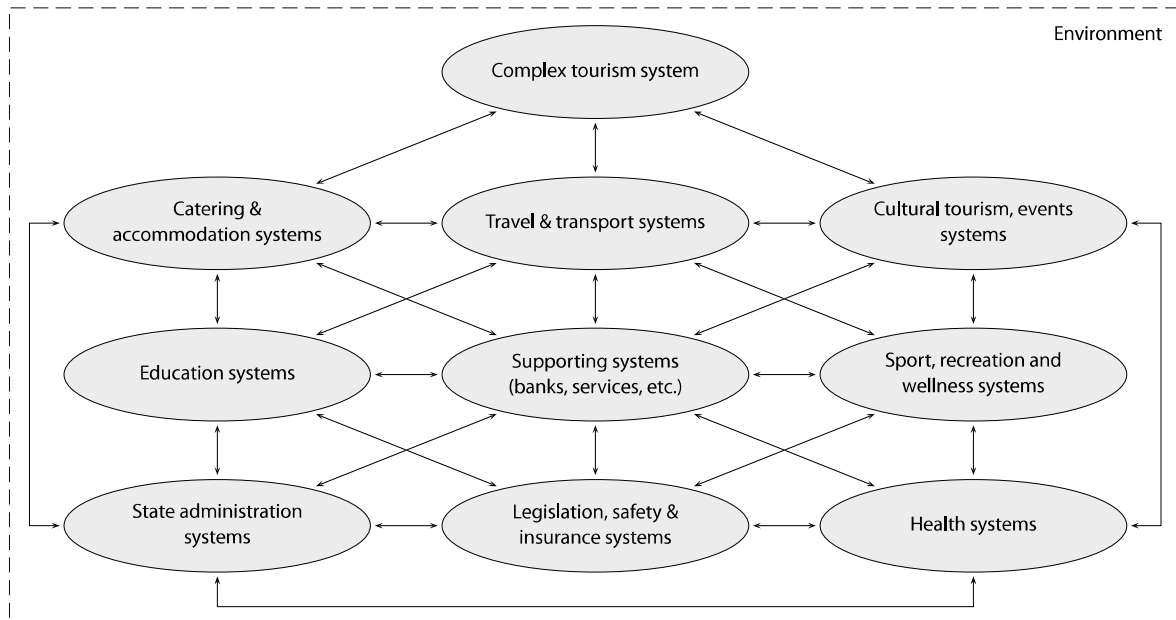 Environment
Complex tourism system
Catering &
accommodation systems
Travel & transport systems
Cultural tourism, events
systems
Education systems
Supporting systems
(banks, services, etc.)
Sport, recreation and
wellness systems
State administration
systems
Legislation, safety &
insurance systems
Health systems